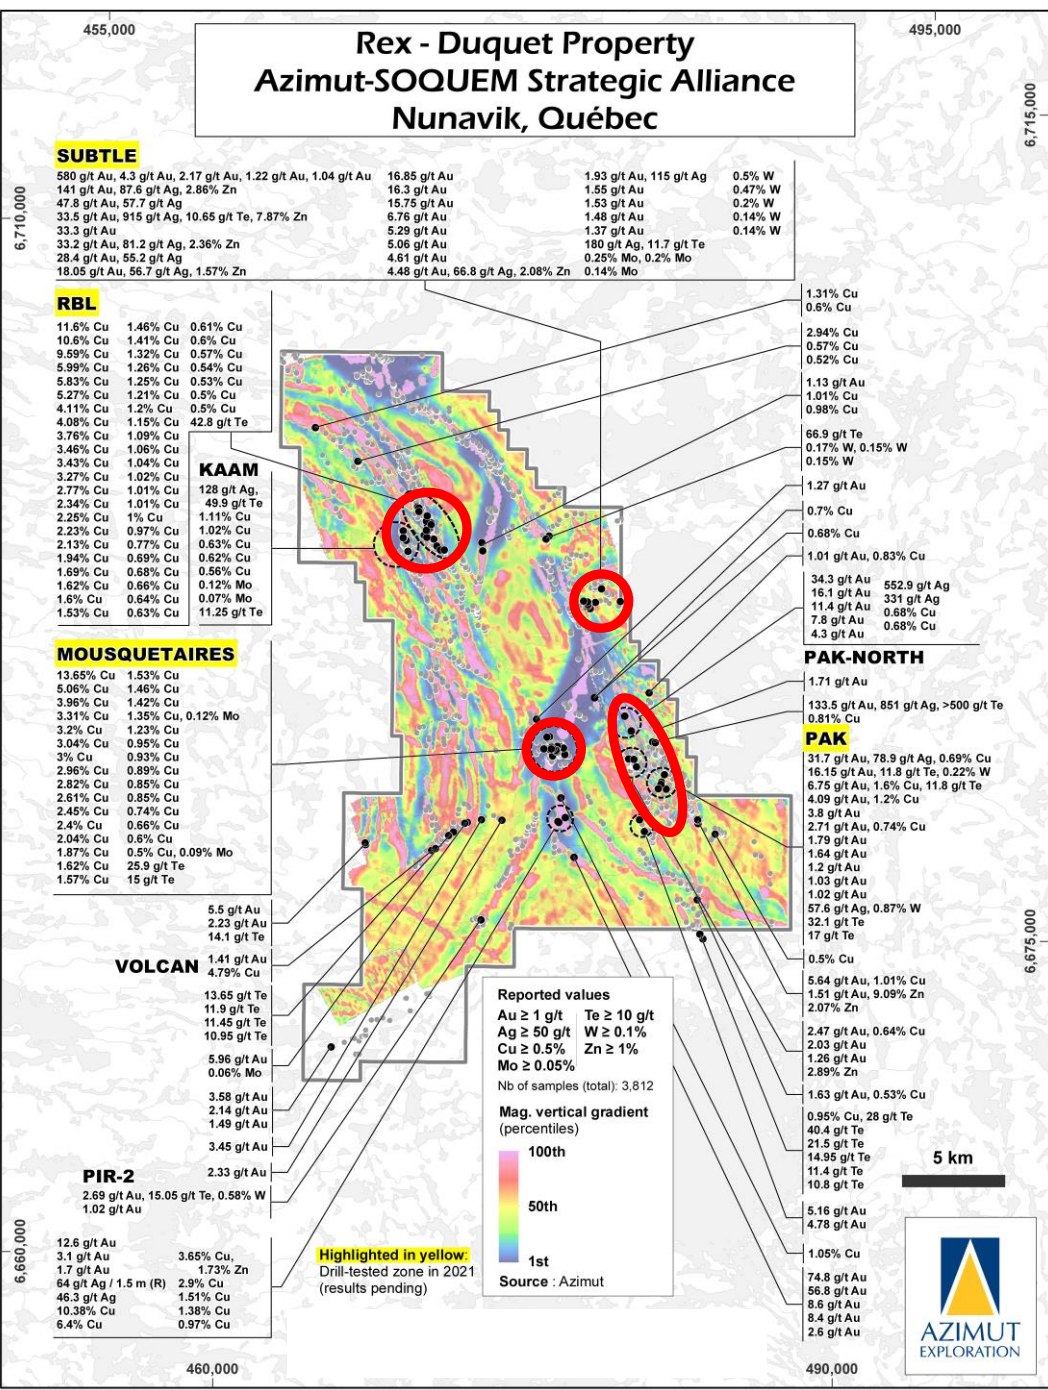 455,000
495,000
Rex - Duquet Property
Azimut-SOQUEM Strategic Alliance
Nunavik, Québec
6,715,000
6,710,000
SUBTLE
580 g/t Au, 4.3 g/t Au, 2.17 g/t Au, 1.22 g/t Au, 1.04 g/t Au
141 g/t Au, 87.6 g/t Ag, 2.86% Zn
47.8 g/t Au, 57.7 g/t Ag
33.5 g/t Au, 915 g/t Ag, 10.65 g/t Te, 7.87% Zn
33.3 g/t Au
33.2 g/t Au, 81.2 g/t Ag, 2.36% Zn
28.4 g/t Au, 55.2 g/t Ag
18.05 g/t Au, 56.7 g/t Ag, 1.57% Zn
16.85 g/t Au
16.3 g/t Au
15.75 g/t Au
6.76 g/t Au
5.29 g/t Au
5.06 g/t Au
4.61 g/t Au
4.48 g/t Au, 66.8 g/t Ag, 2.08% Zn
1.93 g/t Au, 115 g/t Ag
1.55 g/t Au
1.53 g/t Au
1.48 g/t Au
1.37 g/t Au
180 g/t Ag, 11.7 g/t Te
0.25% Mo, 0.2% Mo
0.14% Mo
0.5% W
0.47% W
0.2% W
0.14% W
0.14% W
RBL
11.6% Cu 1.46% Cu 0.61% Cu
10.6% Cu 1.41% Cu 0.6% Cu
9.59% Cu 1.32% Cu 0.57% Cu
5.99% Cu 1.26% Cu 0.54% Cu
5.83% Cu 1.25% Cu 0.53% Cu
5.27% Cu 1.21% Cu 0.5% Cu
4.11% Cu 1.2% Cu 0.5% Cu
4.08% Cu 1.15% Cu 42.8 g/t Te
3.76% Cu 1.09% Cu
3.46% Cu 1.06% Cu
3.43% Cu 1.04% Cu
3.27% Cu 1.02% Cu
2.77% Cu 1.01% Cu
2.34% Cu 1.01% Cu
2.25% Cu 1% Cu
2.23% Cu 0.97% Cu
2.13% Cu 0.77% Cu
1.94% Cu 0.69% Cu
1.69% Cu 0.68% Cu
1.62% Cu 0.66% Cu
1.6% Cu 0.64% Cu
1.53% Cu 0.63% Cu
KAAM
128 g/t Ag,
49.9 g/t Te
1.11% Cu
1.02% Cu
0.63% Cu
0.62% Cu
0.56% Cu
0.12% Mo
0.07% Mo
11.25 g/t Te
MOUSQUETAIRES
13.65% Cu 1.53% Cu
5.06% Cu 1.46% Cu
3.96% Cu 1.42% Cu
3.31% Cu 1.35% Cu, 0.12% Mo
3.2% Cu 1.23% Cu
3.04% Cu 0.95% Cu
3% Cu 0.93% Cu
2.96% Cu 0.89% Cu
2.82% Cu 0.85% Cu
2.61% Cu 0.85% Cu
2.45% Cu 0.74% Cu
2.4% Cu 0.66% Cu
2.04% Cu 0.6% Cu
1.87% Cu 0.5% Cu, 0.09% Mo
1.62% Cu 25.9 g/t Te
1.57% Cu 15 g/t Te
5.5 g/t Au
2.23 g/t Au
14.1 g/t Te
VOLCAN
1.41 g/t Au
4.79% Cu
13.65 g/t Te
11.9 g/t Te
11.45 g/t Te
10.95 g/t Te
5.96 g/t Au
0.06% Mo
3.58 g/t Au
2.14 g/t Au
1.49 g/t Au
3.45 g/t Au
2.33 g/t Au
PIR-2
2.69 g/t Au, 15.05 g/t Te, 0.58% W
1.02 g/t Au
12.6 g/t Au
3.1 g/t Au 3.65% Cu,
1.7 g/t Au 1.73% Zn
64 g/t Ag / 1.5 m (R) 2.9% Cu
46.3 g/t Ag 1.51% Cu
10.38% Cu 1.38% Cu
6.4% Cu 0.97% Cu
6,660,000
460,000
1.31% Cu
0.6% Cu
2.94% Cu
0.57% Cu
0.52% Cu
1.13 g/t Au
1.01% Cu
0.98% Cu
66.9 g/t Te
0.17% W, 0.15% W
0.15% W
1.27 g/t Au
0.7% Cu
0.68% Cu
1.01 g/t Au, 0.83% Cu
34.3 g/t Au
16.1 g/t Au
11.4 g/t Au
7.8 g/t Au
4.3 g/t Au
552.9 g/t Ag
331 g/t Ag
0.68% Cu
0.68% Cu
PAK-NORTH
1.71 g/t Au
133.5 g/t Au, 851 g/t Ag, >500 g/t Te
0.81% Cu
PAK
31.7 g/t Au, 78.9 g/t Ag, 0.69% Cu
16.15 g/t Au, 11.8 g/t Te, 0.22% W
6.75 g/t Au, 1.6% Cu, 11.8 g/t Te
4.09 g/t Au, 1.2% Cu
3.8 g/t Au
2.71 g/t Au, 0.74% Cu
1.79 g/t Au
1.64 g/t Au
1.2 g/t Au
1.03 g/t Au
1.02 g/t Au
57.6 g/t Ag, 0.87% W
32.1 g/t Te
17 g/t Te
0.5% Cu
5.64 g/t Au, 1.01% Cu
1.51 g/t Au, 9.09% Zn
2.07% Zn
2.47 g/t Au, 0.64% Cu
2.03 g/t Au
1.26 g/t Au
2.89% Zn
1.63 g/t Au, 0.53% Cu
0.95% Cu, 28 g/t Te
40.4 g/t Te
21.5 g/t Te
14.95 g/t Te
11.4 g/t Te
10.8 g/t Te
5.16 g/t Au
4.78 g/t Au
1.05% Cu
74.8 g/t Au
56.8 g/t Au
8.6 g/t Au
8.4 g/t Au
2.6 g/t Au
6,675,000
5 km
Reported values
Au ≥ 1 g/t Te ≥ 10 g/t
Ag ≥ 50 g/t W ≥ 0.1%
Cu ≥ 0.5% Zn ≥ 1%
Mo ≥ 0.05%
Nb of samples (total): 3,812
Mag. vertical gradient
(percentiles)
100th
50th
1st
Source : Azimut
Highlighted in yellow:
Drill-tested zone in 2021
(results pending)
AZIMUT
EXPLORATION
490,000